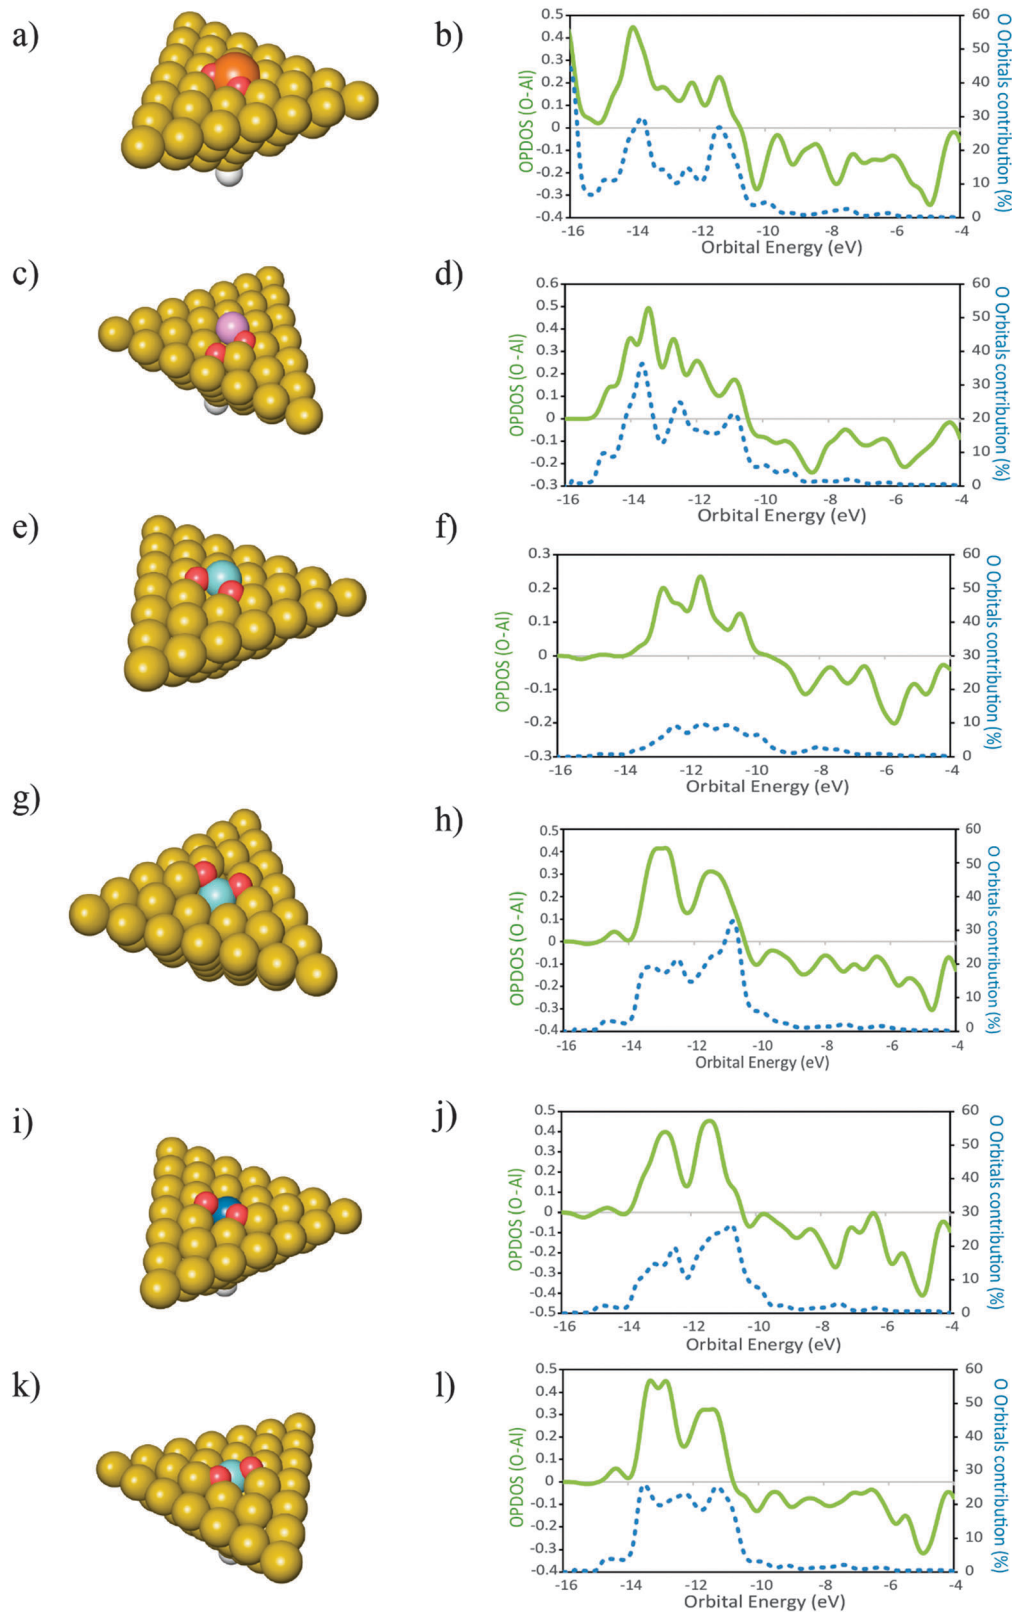 a)
b)
OPDOS (O-Al)
0.5
0.4
0.3
0.2
0.1
0
-0.1
-0.2
-0.3
-0.4
60
50
40
30
20
10
0
O Orbitals contribution (%)
-16 -14 -12 -10 -8 -6 -4
Orbital Energy (eV)
c)
d)
OPDOS (O-Al)
0.6
0.5
0.4
0.3
0.2
0.1
0
-0.1
-0.2
-0.3
60
50
40
30
20
10
0
O Orbitals contribution (%)
-16 -14 -12 -10 -8 -6 -4
Orbital Energy (eV)
e)
f)
OPDOS (O-Al)
0.3
0.2
0.1
0
-0.1
-0.2
-0.3
60
50
40
30
20
10
0
O Orbitals contribution (%)
-16 -14 -12 -10 -8 -6 -4
Orbital Energy (eV)
g)
h)
OPDOS (O-Al)
0.5
0.4
0.3
0.2
0.1
0
-0.1
-0.2
-0.3
-0.4
60
50
40
30
20
10
0
O Orbitals contribution (%)
-16 -14 -12 -10 -8 -6 -4
Orbital Energy (eV)
i)
j)
OPDOS (O-Al)
0.5
0.4
0.3
0.2
0.1
0
-0.1
-0.2
-0.3
-0.4
-0.5
60
50
40
30
20
10
0
O Orbitals contribution (%)
-16 -14 -12 -10 -8 -6 -4
Orbital Energy (eV)
k)
l)
OPDOS (O-Al)
0.5
0.4
0.3
0.2
0.1
0
-0.1
-0.2
-0.3
-0.4
60
50
40
30
20
10
0
O Orbitals contribution (%)
-16 -14 -12 -10 -8 -6 -4
Orbital Energy (eV)